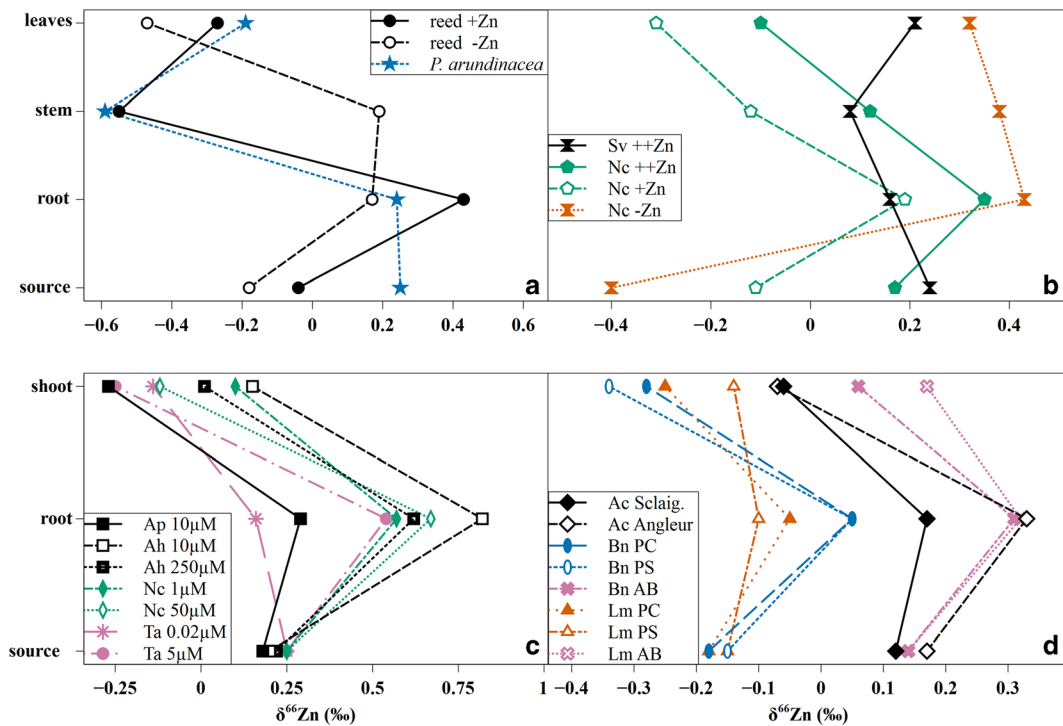 leaves
stem
root
source
reed +Zn
reed -Zn
P. arundinacea
a
−0.6 −0.4 −0.2 0 0.2 0.4 0.6
Sv ++Zn
Nc ++Zn
Nc +Zn
Nc -Zn
b
−0.4 −0.2 0 0.2 0.4
shoot
root
source
Ap 10µM
Ah 10µM
Ah 250µM
Nc 1µM
Nc 50µM
Ta 0.02µM
Ta 5µM
c
−0.25 0 0.25 0.5 0.75 1
δ⁶⁶Zn (‰)
Ac Sclaig.
Ac Angleur
Bn PC
Bn PS
Bn AB
Lm PC
Lm PS
Lm AB
d
−0.4 −0.3 −0.2 −0.1 0 0.1 0.2 0.3
δ⁶⁶Zn (‰)